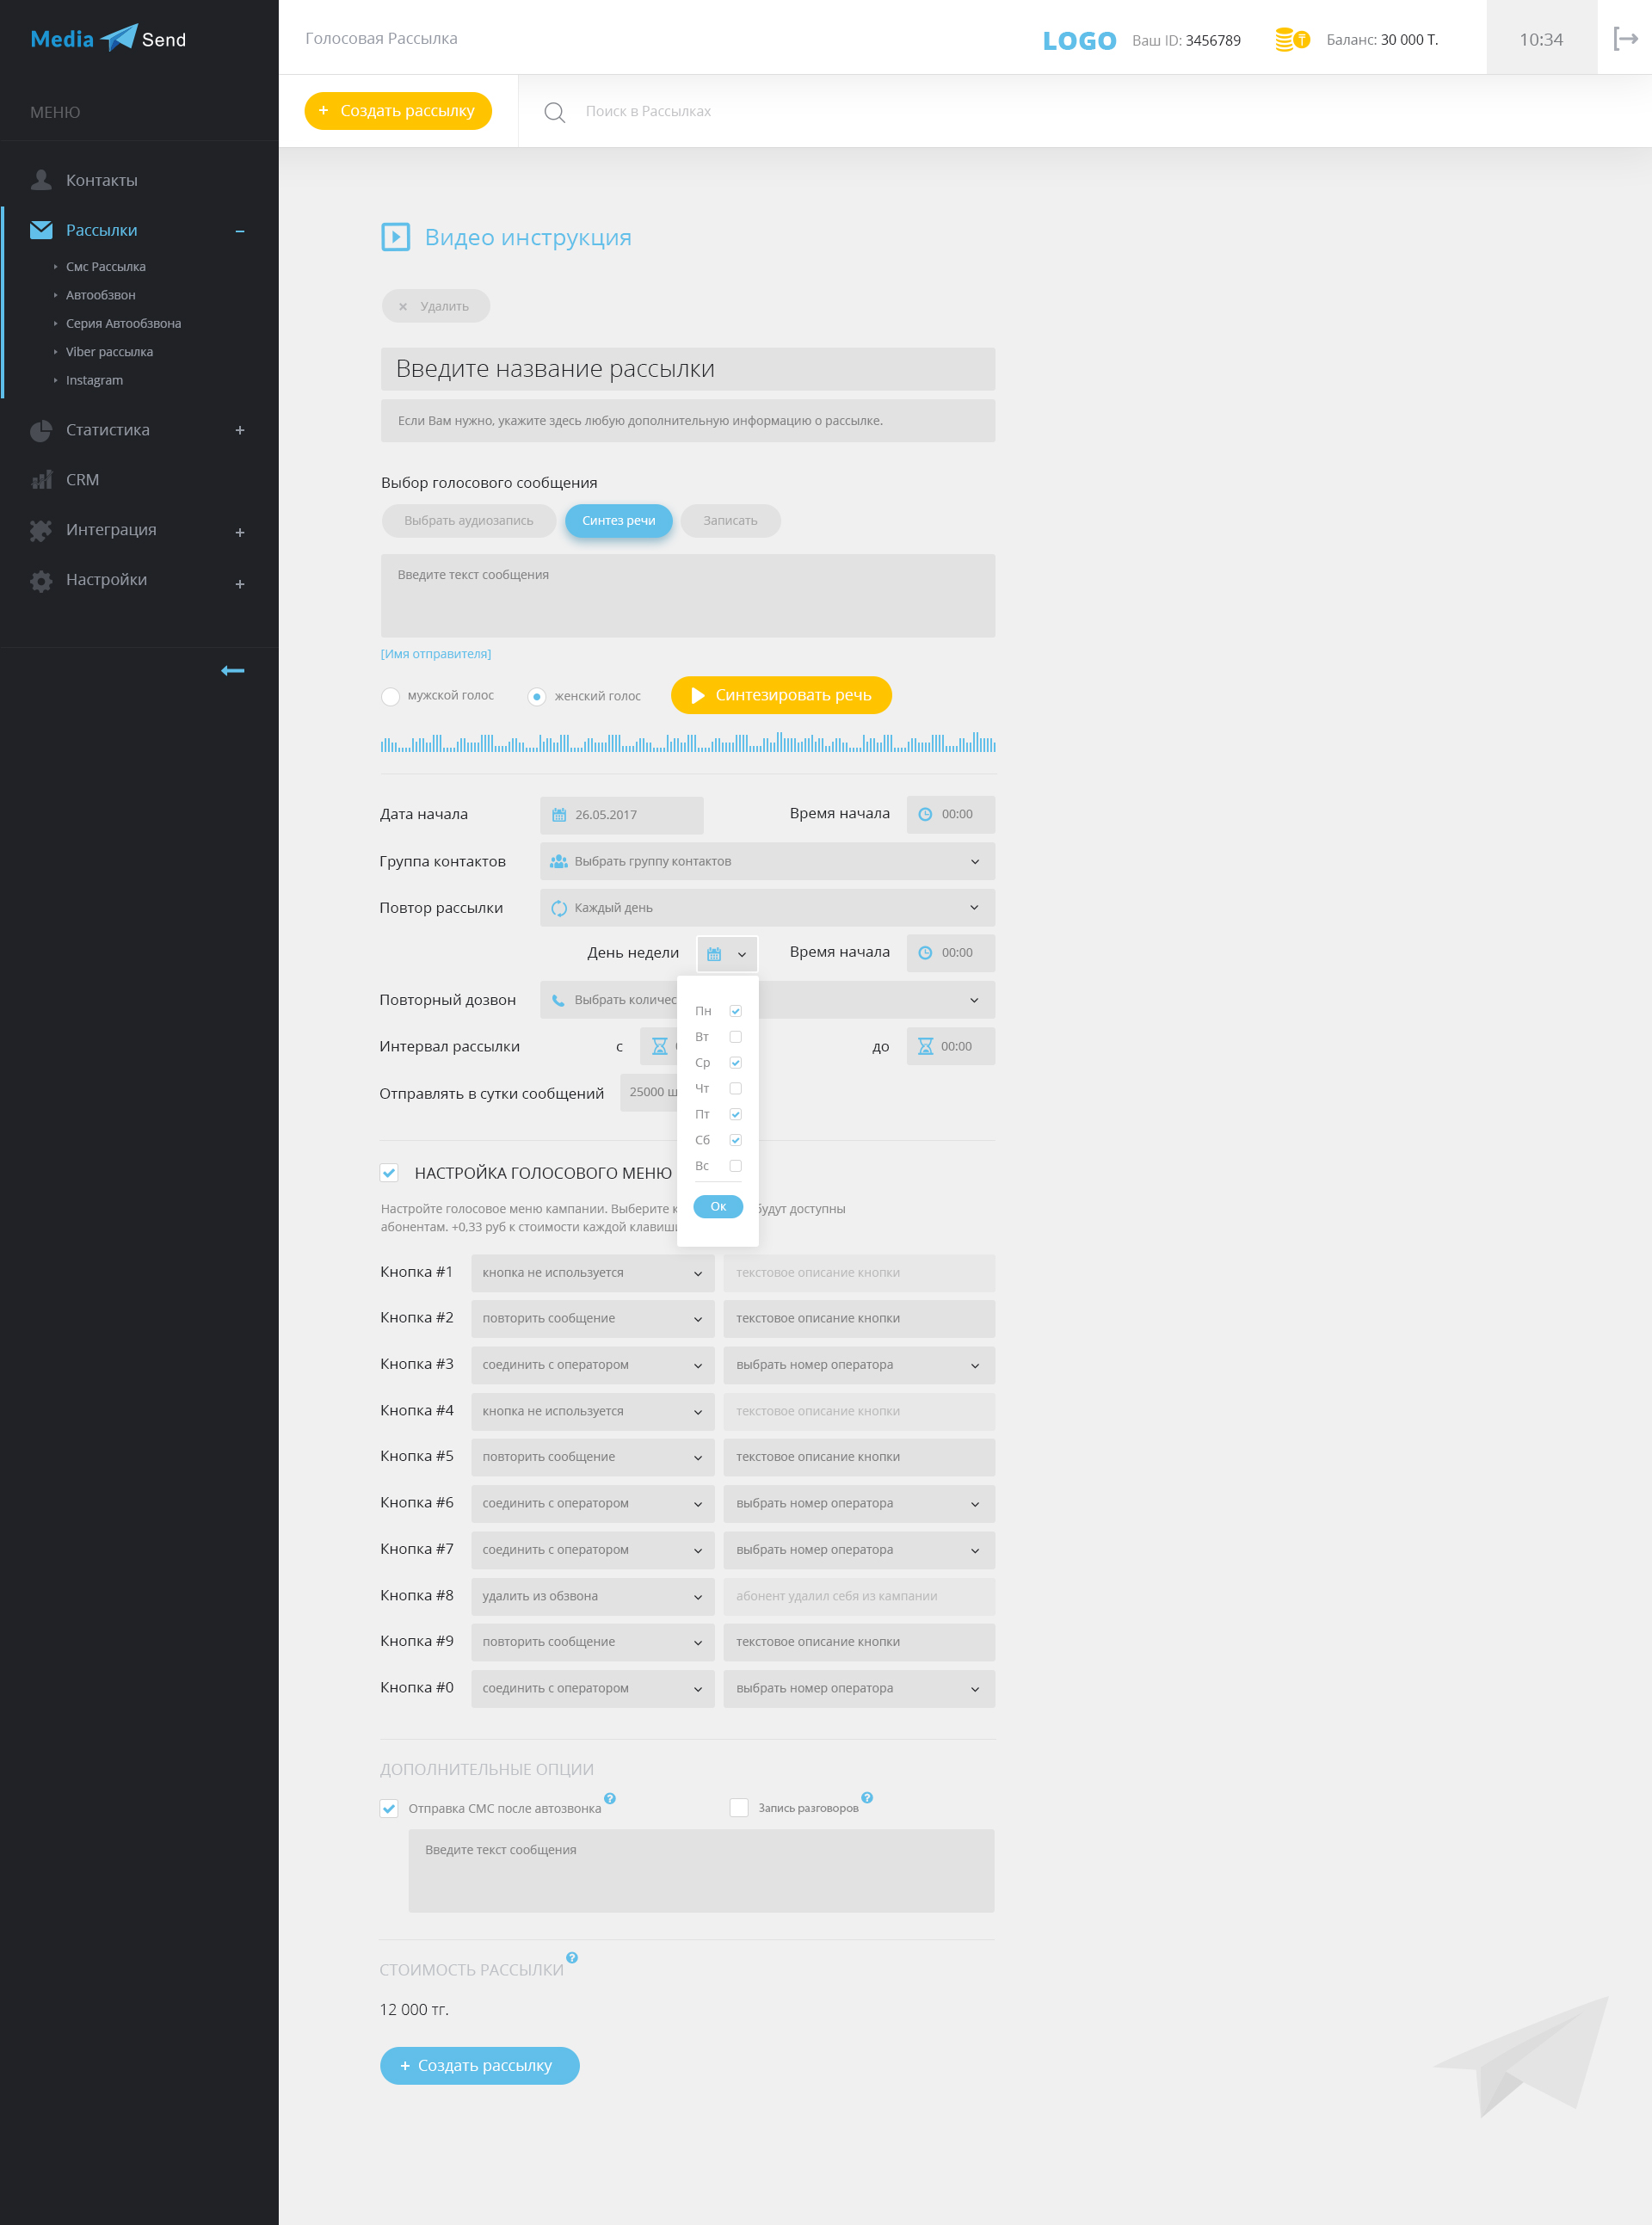 Media Send
Голосовая Рассылка
LOGO
Ваш ID: 3456789
Баланс: 30 000 Т.
10:34
МЕНЮ
+ Создать рассылку
Поиск в Рассылках
Контакты
Рассылки
Смс Рассылка
Автообзвон
Серия Автообзвона
Viber рассылка
Instagram
Статистика
CRM
Интеграция
Настройки
Видео инструкция
Удалить
Введите название рассылки
Если Вам нужно, укажите здесь любую дополнительную информацию о рассылке.
Выбор голосового сообщения
Выбрать аудиозапись
Синтез речи
Записать
Введите текст сообщения
[Имя отправителя]
мужской голос
женский голос
Синтезировать речь
Дата начала
26.05.2017
Время начала
00:00
Группа контактов
Выбрать группу контактов
Повтор рассылки
Каждый день
День недели
Время начала
00:00
Повторный дозвон
Выбрать количес
Интервал рассылки
с
до
00:00
Отправлять в сутки сообщений
25000 ш
Пн
Вт
Ср
Чт
Пт
Сб
Вс
Ок
НАСТРОЙКА ГОЛОСОВОГО МЕНЮ
Настройте голосовое меню кампании. Выберите к будут доступны
абонентам. +0,33 руб к стоимости каждой клавиш
Кнопка #1 кнопка не используется текстовое описание кнопки
Кнопка #2 повторить сообщение текстовое описание кнопки
Кнопка #3 соединить с оператором выбрать номер оператора
Кнопка #4 кнопка не используется текстовое описание кнопки
Кнопка #5 повторить сообщение текстовое описание кнопки
Кнопка #6 соединить с оператором выбрать номер оператора
Кнопка #7 соединить с оператором выбрать номер оператора
Кнопка #8 удалить из обзвона абонент удалил себя из кампании
Кнопка #9 повторить сообщение текстовое описание кнопки
Кнопка #0 соединить с оператором выбрать номер оператора
ДОПОЛНИТЕЛЬНЫЕ ОПЦИИ
Отправка СМС после автозвонка ?
Запись разговоров ?
Введите текст сообщения
СТОИМОСТЬ РАССЫЛКИ ?
12 000 тг.
+ Создать рассылку